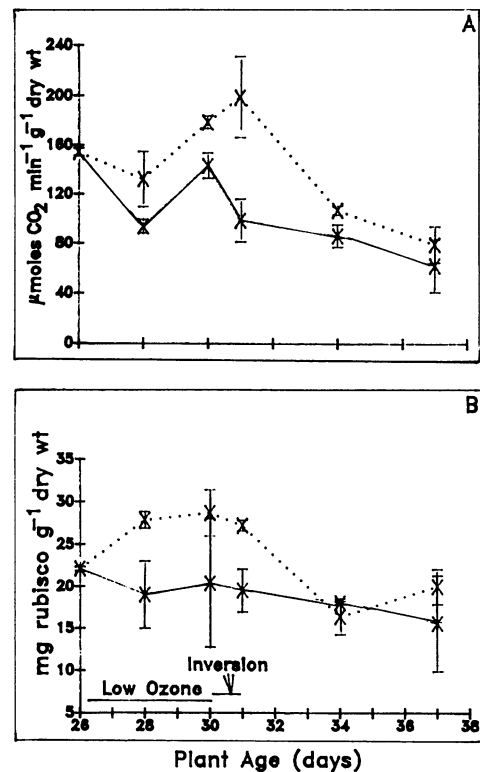 A
240
200
160
120
80
40
0
μmoles CO₂ min⁻¹ g⁻¹ dry wt
B
35
30
25
20
15
10
5
mg rubisco g⁻¹ dry wt
Inversion
Low Ozone
26 28 30 32 34 36 38
Plant Age (days)